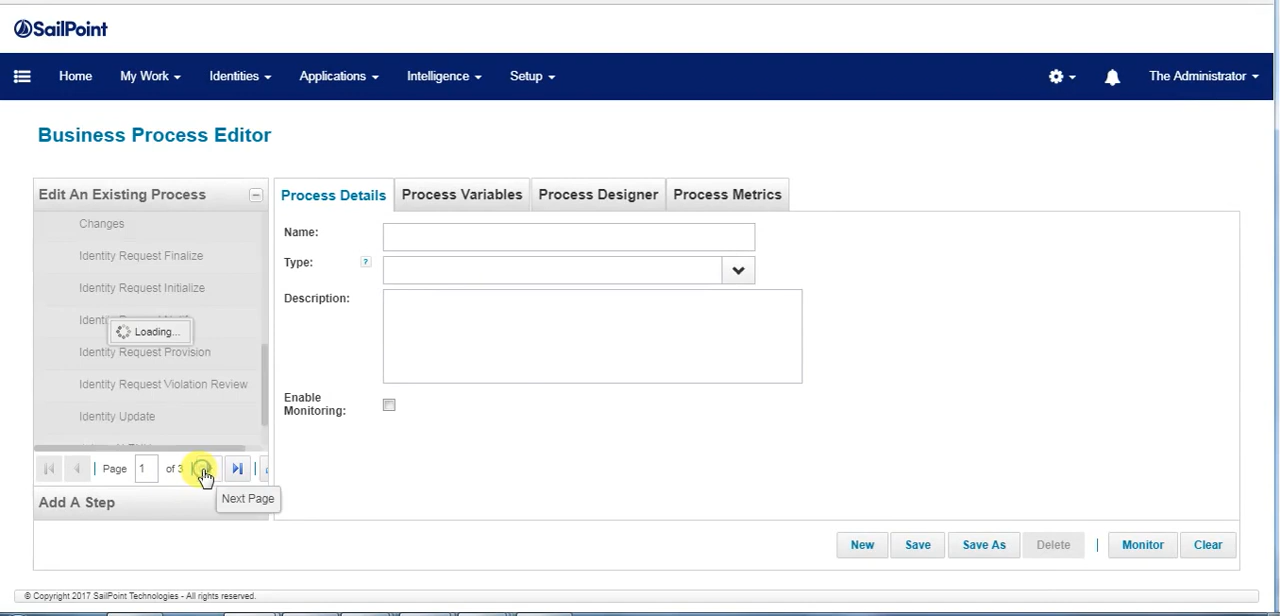 SailPoint
Home My Work Identities Applications Intelligence Setup The Administrator
Business Process Editor
Edit An Existing Process
Process Details Process Variables Process Designer Process Metrics
Changes
Identity Request Finalize
Identity Request Initialize
Loading...
Identity Request Provision
Identity Request Violation Review
Identity Update
Page 1 of 3
Next Page
Add A Step
Name:
Type: ?
Description:
Enable
Monitoring:
New Save Save As Delete Monitor Clear
© Copyright 2017 SailPoint Technologies - All rights reserved.